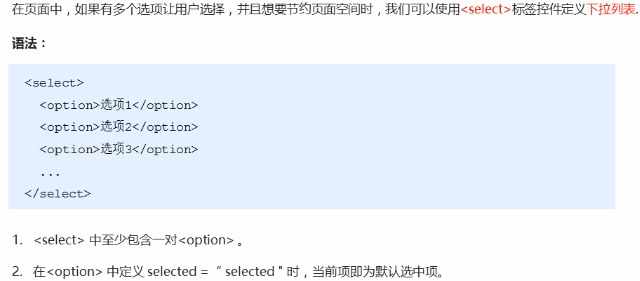 在页面中，如果有多个选项让用户选择，并且想要节约页面空间时，我们可以使用<select>标签控件定义下拉列表.
语法：
<select>
<option>选项1</option>
<option>选项2</option>
<option>选项3</option>
...
</select>
1. <select> 中至少包含一对<option> 。
2. 在<option> 中定义 selected = “ selected " 时，当前项即为默认选中项。